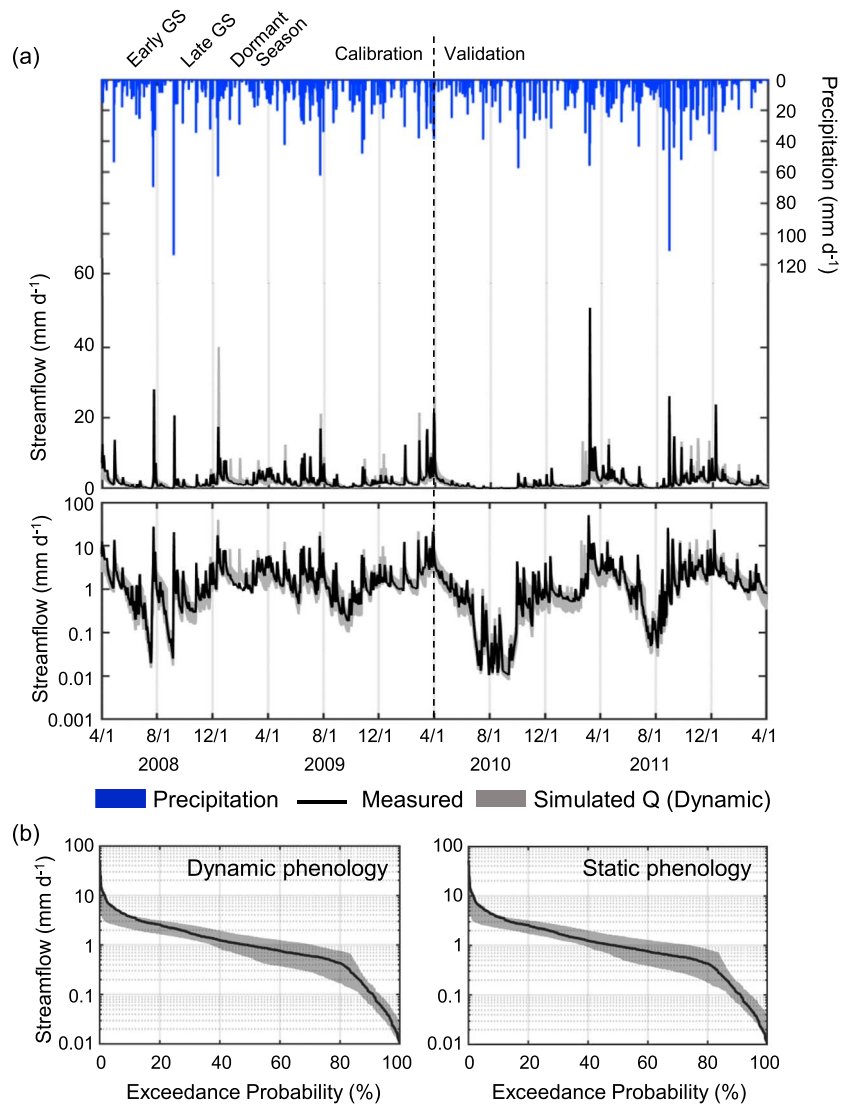 (a)
Early GS
Late GS
Dormant
Season
Calibration
Validation
0
20
40
60
80
100
120
Precipitation (mm d-1)
60
40
20
0
Streamflow (mm d-1)
100
10
1
0.1
0.01
0.001
Streamflow (mm d-1)
4/1 8/1 12/1 4/1 8/1 12/1 4/1 8/1 12/1 4/1 8/1 12/1 4/1
2008 2009 2010 2011
Precipitation Measured Simulated Q (Dynamic)
(b)
Dynamic phenology
100
10
1
0.1
0.01
Streamflow (mm d-1)
0 20 40 60 80 100
Exceedance Probability (%)
Static phenology
100
10
1
0.1
0.01
0 20 40 60 80 100
Exceedance Probability (%)